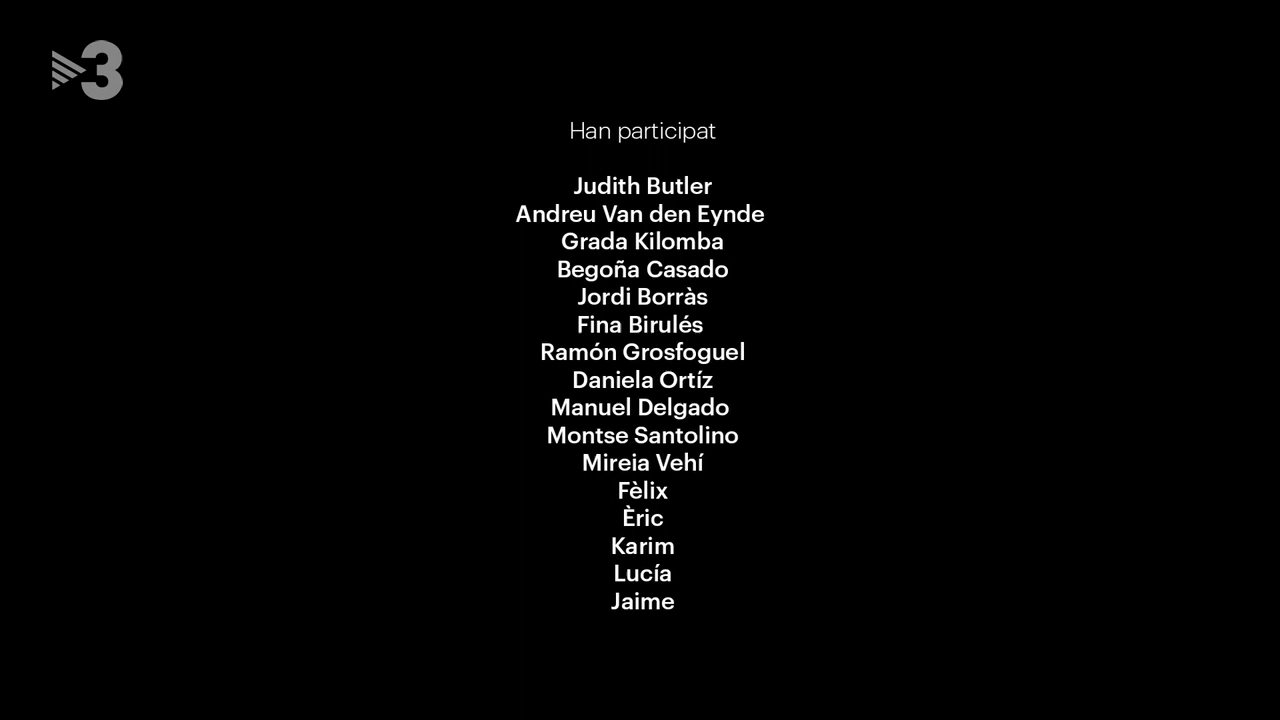 3
Han participat
Judith Butler
Andreu Van den Eynde
Grada Kilomba
Begoña Casado
Jordi Borràs
Fina Birulés
Ramón Grosfoguel
Daniela Ortíz
Manuel Delgado
Montse Santolino
Mireia Vehí
Fèlix
Èric
Karim
Lucía
Jaime